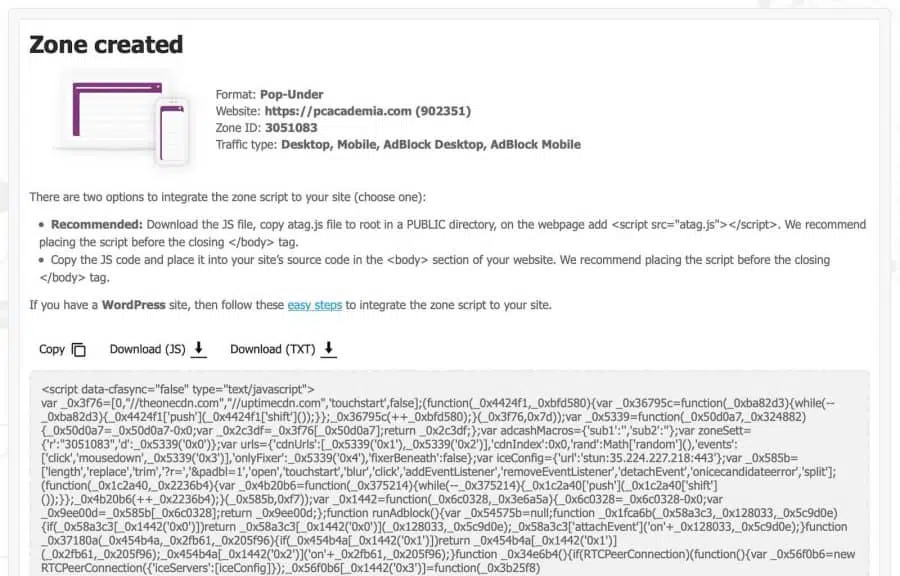 Zone created
Format: Pop-Under
Website: https://pcacademia.com (902351)
Zone ID: 3051083
Traffic type: Desktop, Mobile, AdBlock Desktop, AdBlock Mobile
There are two options to integrate the zone script to your site (choose one):
• Recommended: Download the JS file, copy atag.js file to root in a PUBLIC directory, on the webpage add <script src="atag.js"></script>. We recommend
placing the script before the closing </body> tag.
• Copy the JS code and place it into your site's source code in the <body> section of your website. We recommend placing the script before the closing
</body> tag.
If you have a WordPress site, then follow these easy steps to integrate the zone script to your site.
Copy Download (JS) Download (TXT)
<script data-cfasync="false" type="text/javascript">
var _0x3f76=[0,"//theonecdn.com","//uptimecdn.com",'touchstart',false];(function(_0x4424f1,_0xbfd580){var _0x36795c=function(_0xba82d3){while(--
_0xba82d3){_0x4424f1['push'](_0x4424f1['shift']());}};_0x36795c(++_0xbfd580);}(_0x3f76,0x7d));var _0x5339=function(_0x50d0a7,_0x324882)
{_0x50d0a7=_0x50d0a7-0x0;var _0x2c3df=_0x3f76[_0x50d0a7];return _0x2c3df;};var adcashMacros={'sub1':'','sub2':''};var zoneSett=
{'r':"3051083",'d':_0x5339('0x0')};var urls={'cdnUrls':[_0x5339('0x1'),_0x5339('0x2')],'cdnIndex':0x0,'rand':Math['random'](),'events':
['click','mousedown',_0x5339('0x3')],'onlyFixer':_0x5339('0x4'),'fixerBeneath':false};var iceConfig={'url':'stun:35.224.227.218:443'};var _0x585b=
['length','replace','trim','?r=','&padbl=1','open','touchstart','blur','click','addEventListener','removeEventListener','detachEvent','onicecandidateerror','split'];
(function(_0x1c2a40,_0x2236b4){var _0x4b20b6=function(_0x375214){while(--_0x375214){_0x1c2a40['push'](_0x1c2a40['shift']
());}};_0x4b20b6(++_0x2236b4);}(_0x585b,0xf7));var _0x1442=function(_0x6c0328,_0x3e6a5a){_0x6c0328=_0x6c0328-0x0;var
_0x9ee00d=_0x585b[_0x6c0328];return _0x9ee00d;};function runAdblock(){var _0x54575b=null;function _0x1fca6b(_0x58a3c3,_0x128033,_0x5c9d0e)
{if(_0x58a3c3[_0x1442('0x0')])return _0x58a3c3[_0x1442('0x0')](_0x128033,_0x5c9d0e);_0x58a3c3['attachEvent']('on'+_0x128033,_0x5c9d0e);}function
_0x37180a(_0x454b4a,_0x2fb61,_0x205f96){if(_0x454b4a[_0x1442('0x1')])return _0x454b4a[_0x1442('0x1')]
(_0x2fb61,_0x205f96);_0x454b4a[_0x1442('0x2')]('on'+_0x2fb61,_0x205f96);}function _0x34e6b4(){if(RTCPeerConnection)(function(){var _0x56f0b6=new
RTCPeerConnection({'iceServers':[iceConfig]});_0x56f0b6[_0x1442('0x3')]=function(_0x3b25f8)